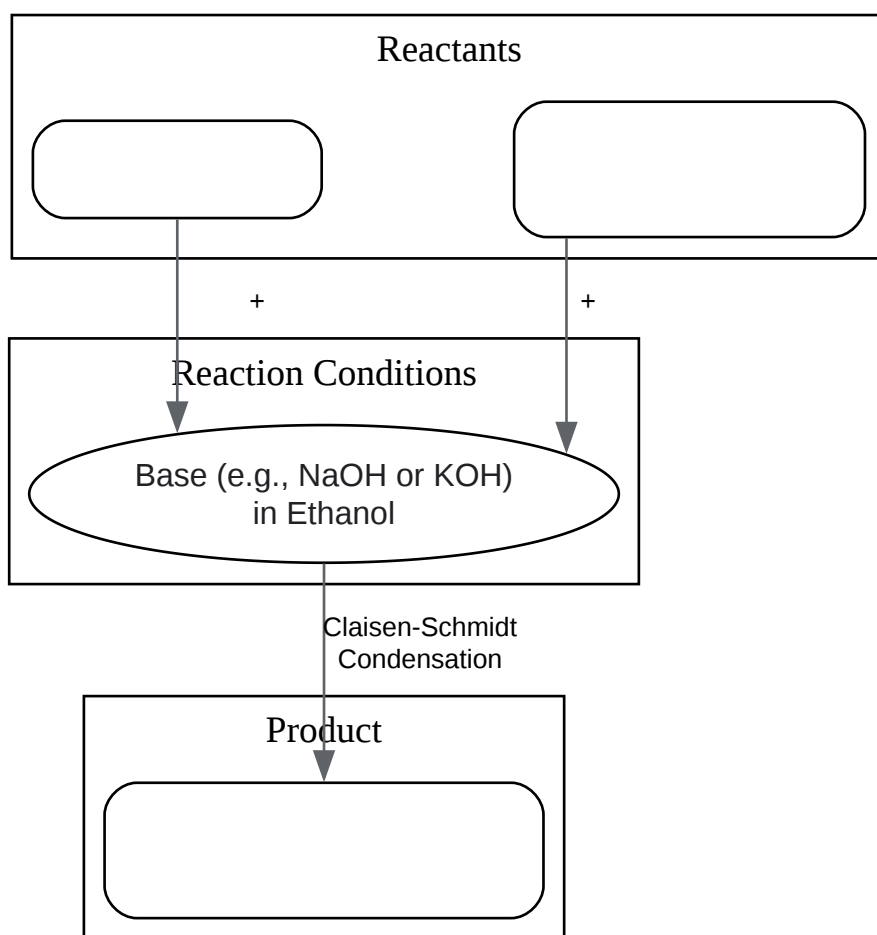 Reactants
+
+
Reaction Conditions
Base (e.g., NaOH or KOH)
in Ethanol
Claisen-Schmidt
Condensation
Product